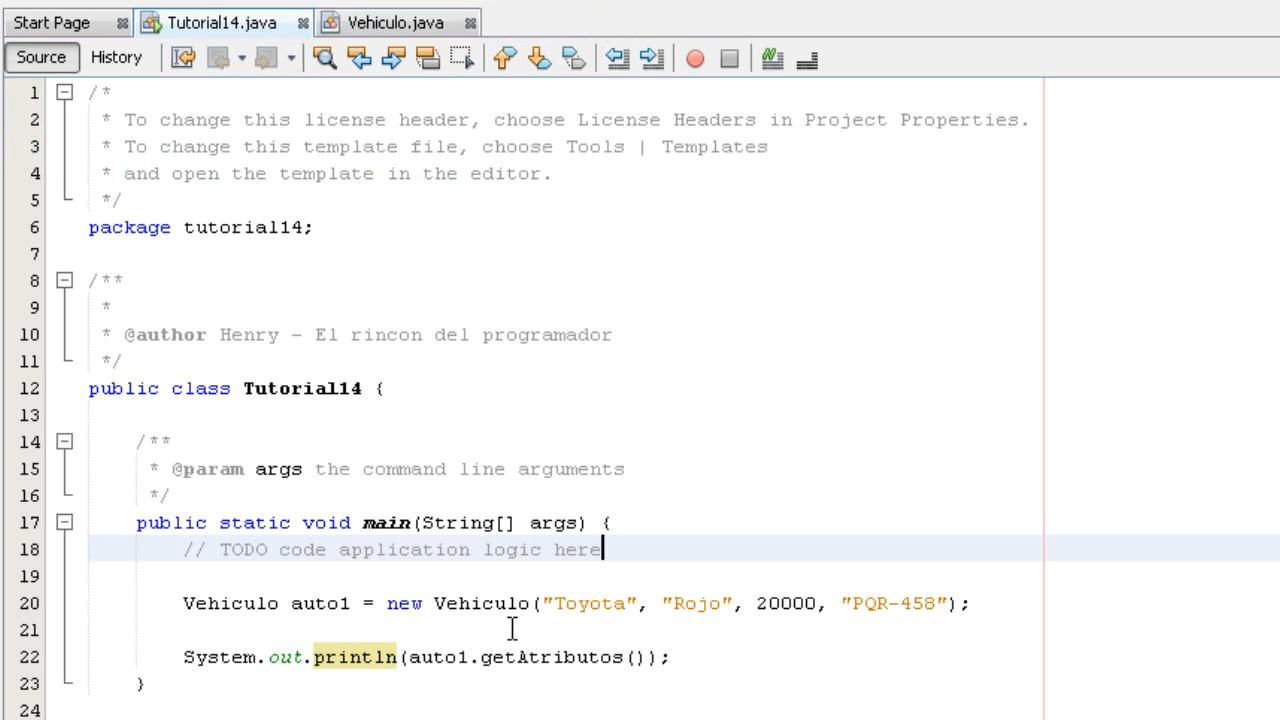 Start Page Tutorial14.java Vehiculo.java
Source History
1 /*
2 * To change this license header, choose License Headers in Project Properties.
3 * To change this template file, choose Tools | Templates
4 * and open the template in the editor.
5 */
6 package tutorial14;
7
8 /**
9 *
10 * @author Henry - El rincon del programador
11 */
12 public class Tutorial14 {
13
14 /**
15 * @param args the command line arguments
16 */
17 public static void main(String[] args) {
18 // TODO code application logic here
19
20 Vehiculo auto1 = new Vehiculo("Toyota", "Rojo", 20000, "PQR-458");
21
22 System.out.println(auto1.getAtributos());
23 }
24